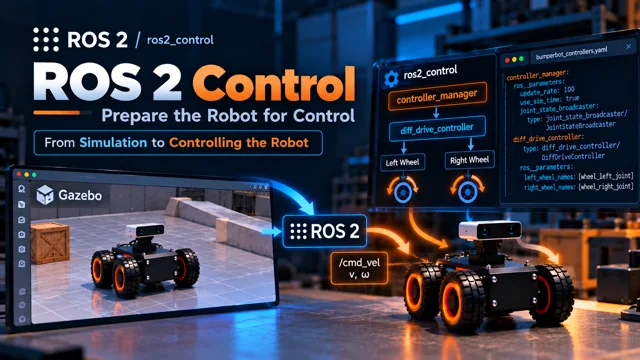 ROS 2 / ros2_control
ROS 2 Control
Prepare the Robot for Control
From Simulation to Controlling the Robot
Gazebo
ROS 2
/cmd_vel
v, ω
ros2_control
controller_manager
diff_drive_controller
Left Wheel
Right Wheel
bumperbot_controllers.yaml
controller_manager:
ros__parameters:
update_rate: 100
use_sim_time: true
joint_state_broadcaster:
type: joint_state_broadcaster/
JointStateBroadcaster
diff_drive_controller:
type: diff_drive_controller/
DiffDriveController
ros__parameters:
left_wheel_names: [wheel_left_joint]
right_wheel_names: [wheel_right_joint]